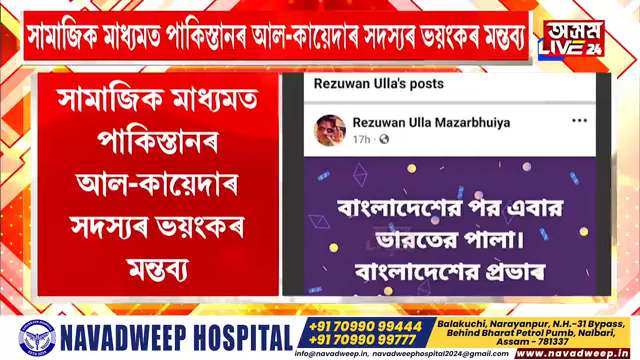 সামাজিক মাধ্যমত পাকিস্তানৰ আল-কায়েদাৰ সদস্যৰ ভয়ংকৰ মন্তব্য
অসম
LIVE 24
সামাজিক মাধ্যমত
পাকিস্তানৰ
আল-কায়েদাৰ
সদস্যৰ ভয়ংকৰ
মন্তব্য
Rezuwan Ulla's posts
Rezuwan Ulla Mazarbhuiya
17h
বাংলাদেশের পর এবার
ভারতের পালা।
বাংলাদেশের প্রভাব
NAVADWEEP HOSPITAL
+91 70990 99444
+91 70990 99777
Balakuchi, Narayanpur, N.H.-31 Bypass,
Behind Bharat Petrol Pumb, Nalbari,
Assam - 781337
info@navadweep.in, navadweephospital2024@gmail.com
www.navadweep.in